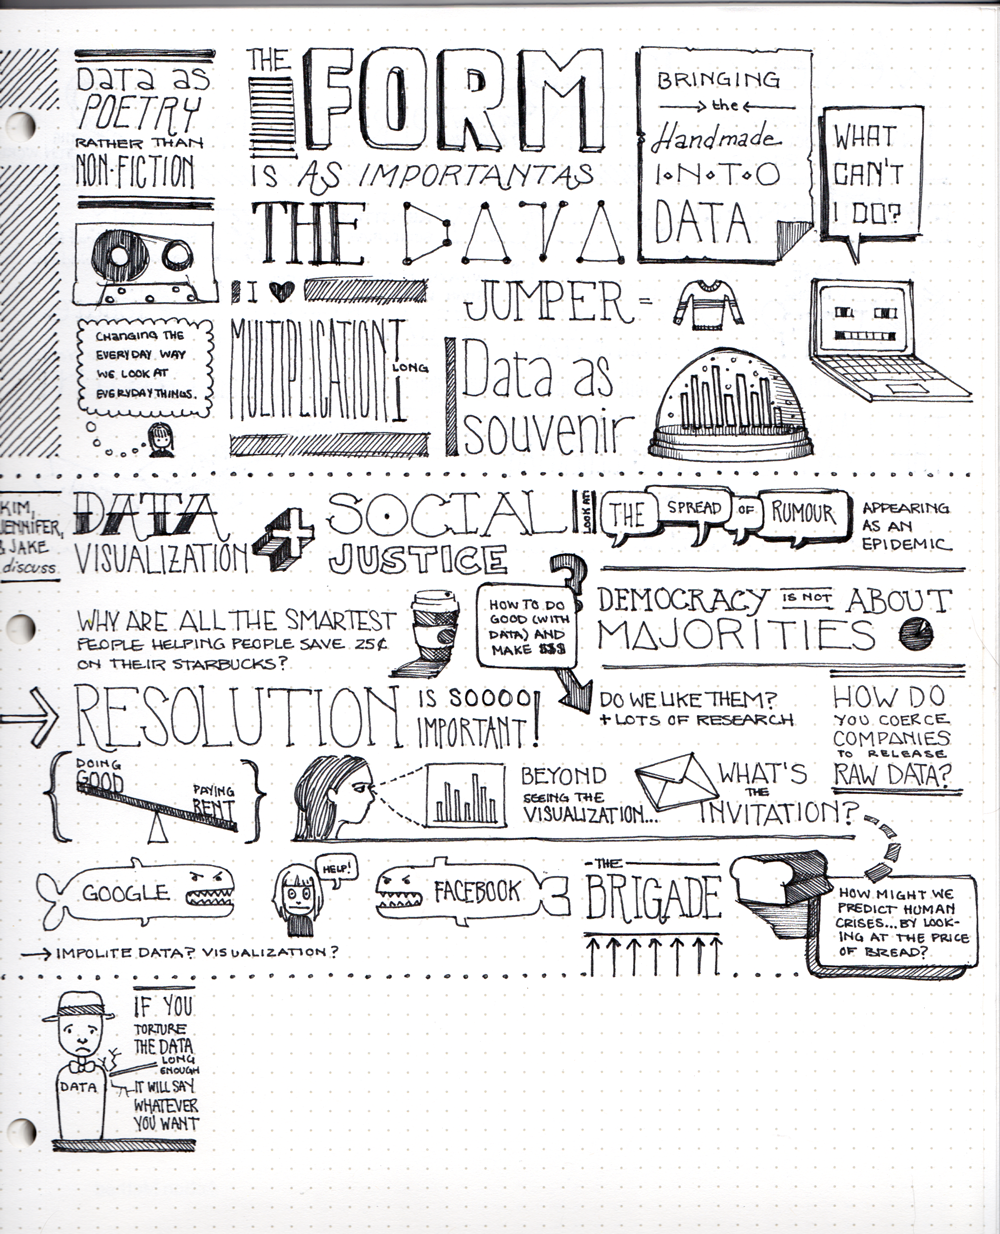 DATA AS
POETRY
RATHER THAN
NON-FICTION
THE
FORM
IS AS IMPORTANT AS
THE DATA
BRINGING
the
Handmade
I•N•T•O
DATA
WHAT
CAN'T
I DO?
CHANGING THE
EVERYDAY WAY
WE LOOK AT
EVERYDAY THINGS.
I ♥
MULTIPLICATION
LONG
JUMPER =
Data as
souvenir
KIM,
JENNIFER,
& JAKE
discuss
DATA
VISUALIZATION
+
SOCIAL
JUSTICE
LOOK AT:
THE SPREAD OF RUMOUR
APPEARING
AS AN
EPIDEMIC
WHY ARE ALL THE SMARTEST
PEOPLE HELPING PEOPLE SAVE 25¢
ON THEIR STARBUCKS?
HOW TO DO
GOOD (WITH
DATA) AND
MAKE $$$
?
DEMOCRACY IS NOT ABOUT
MAJORITIES
RESOLUTION
IS SOOOO
IMPORTANT!
DO WE LIKE THEM?
+ LOTS OF RESEARCH
HOW DO
YOU COERCE
COMPANIES
TO RELEASE
RAW DATA?
DOING
GOOD
PAYING
RENT
BEYOND
SEEING THE
VISUALIZATION...
WHAT'S
THE
INVITATION?
GOOGLE
HELP!
FACEBOOK
-THE-
BRIGADE
HOW MIGHT WE
PREDICT HUMAN
CRISES...BY LOOK-
ING AT THE PRICE
OF BREAD?
→ IMPOLITE DATA? VISUALIZATION?
DATA
IF YOU
TORTURE
THE DATA
LONG
ENOUGH
IT WILL SAY
WHATEVER
YOU WANT